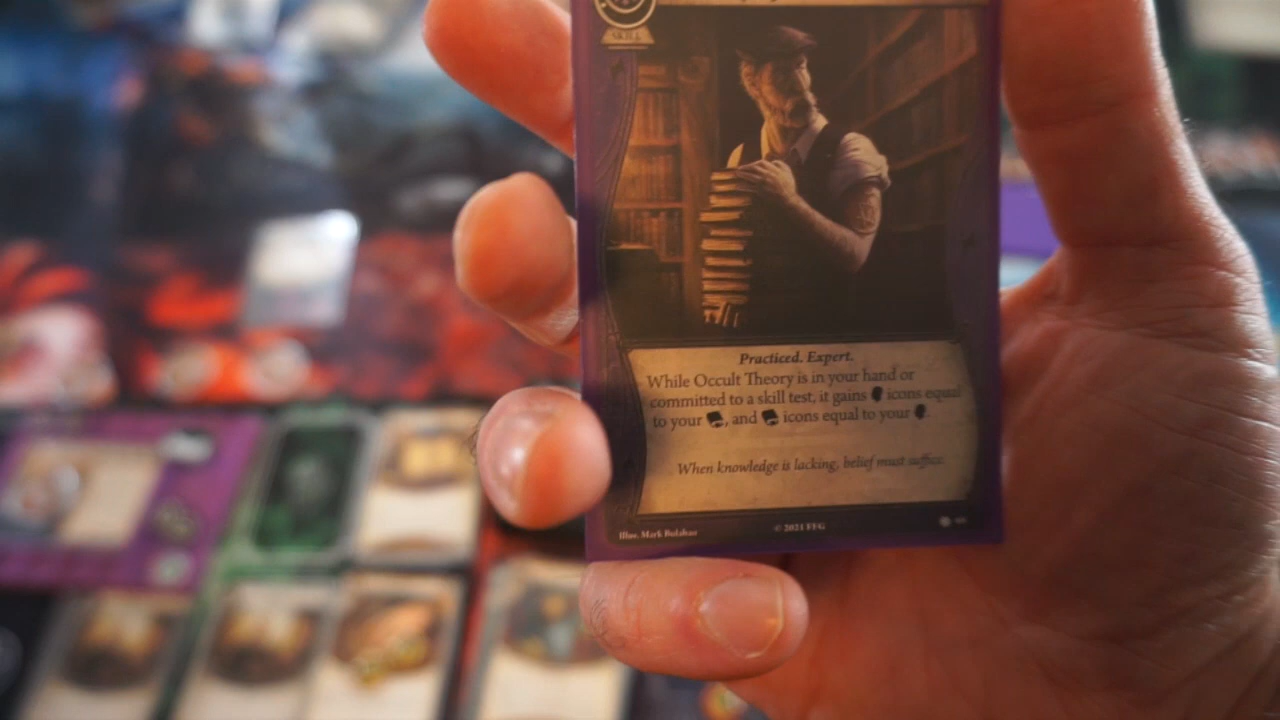 SKILL
Practiced. Expert.
While Occult Theory is in your hand or
committed to a skill test, it gains icons equal
to your , and icons equal to your .
When knowledge is lacking, belief must suffice.
Illus. Mark Bulahao
© 2021 FFG